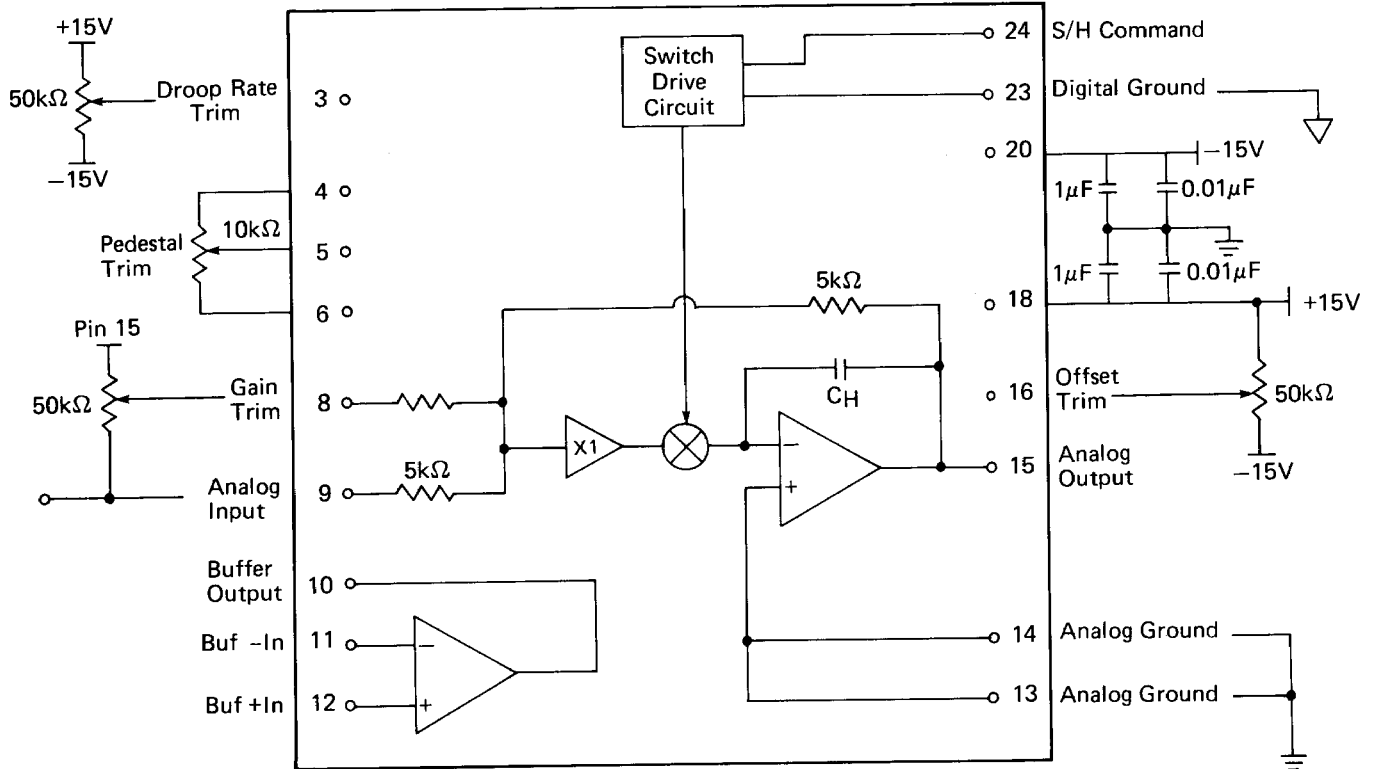 +15V
50kΩ
Droop Rate
Trim
−15V
3
4
Pedestal
Trim
10kΩ
5
6
Pin 15
50kΩ
Gain
Trim
8
5kΩ
9
Analog
Input
Buffer
Output
10
Buf −In
11
Buf +In
12
Switch
Drive
Circuit
X1
5kΩ
CH
−
+
−
+
24
S/H Command
23
Digital Ground
20
−15V
1μF
0.01μF
1μF
0.01μF
18
+15V
16
Offset
Trim
50kΩ
−15V
15
Analog
Output
14
Analog Ground
13
Analog Ground